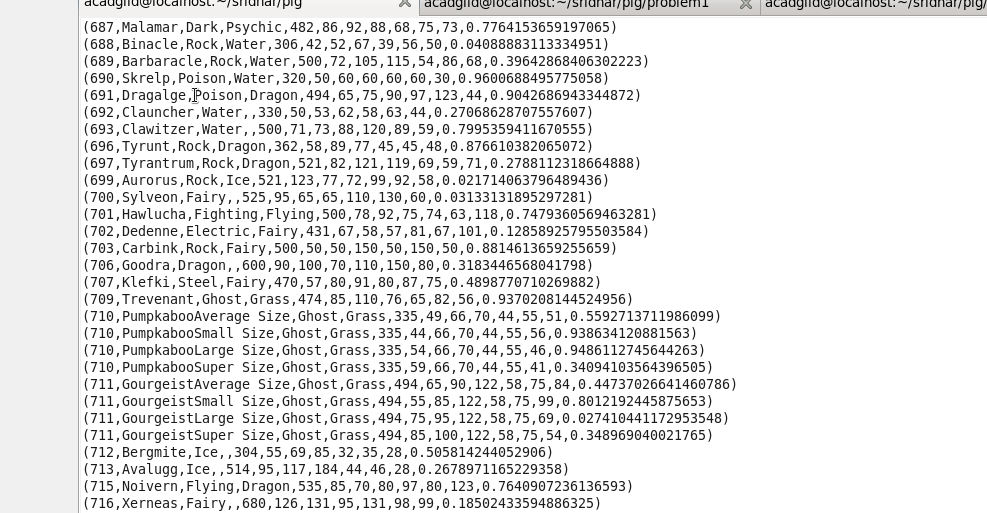 acadgild@localhost:~/sridhar/pig acadgild@localhost:~/sridhar/pig/problem1 acadgild@localhost:~/sridhar/pig/
(687,Malamar,Dark,Psychic,482,86,92,88,68,75,73,0.7764153659197065)
(688,Binacle,Rock,Water,306,42,52,67,39,56,50,0.04088883113334951)
(689,Barbaracle,Rock,Water,500,72,105,115,54,86,68,0.39642868406302223)
(690,Skrelp,Poison,Water,320,50,60,60,60,60,30,0.9600688495775058)
(691,Dragalge,Poison,Dragon,494,65,75,90,97,123,44,0.9042686943344872)
(692,Clauncher,Water,,330,50,53,62,58,63,44,0.27068628707557607)
(693,Clawitzer,Water,,500,71,73,88,120,89,59,0.7995359411670555)
(696,Tyrunt,Rock,Dragon,362,58,89,77,45,45,48,0.876610382065072)
(697,Tyrantrum,Rock,Dragon,521,82,121,119,69,59,71,0.2788112318664888)
(699,Aurorus,Rock,Ice,521,123,77,72,99,92,58,0.021714063796489436)
(700,Sylveon,Fairy,,525,95,65,65,110,130,60,0.03133131895297281)
(701,Hawlucha,Fighting,Flying,500,78,92,75,74,63,118,0.7479360569463281)
(702,Dedenne,Electric,Fairy,431,67,58,57,81,67,101,0.12858925795503584)
(703,Carbink,Rock,Fairy,500,50,50,150,50,150,50,0.8814613659255659)
(706,Goodra,Dragon,,600,90,100,70,110,150,80,0.3183446568041798)
(707,Klefki,Steel,Fairy,470,57,80,91,80,87,75,0.4898770710269882)
(709,Trevenant,Ghost,Grass,474,85,110,76,65,82,56,0.9370208144524956)
(710,PumpkabooAverage Size,Ghost,Grass,335,49,66,70,44,55,51,0.5592713711986099)
(710,PumpkabooSmall Size,Ghost,Grass,335,44,66,70,44,55,56,0.938634120881563)
(710,PumpkabooLarge Size,Ghost,Grass,335,54,66,70,44,55,46,0.9486112745644263)
(710,PumpkabooSuper Size,Ghost,Grass,335,59,66,70,44,55,41,0.34094103564396505)
(711,GourgeistAverage Size,Ghost,Grass,494,65,90,122,58,75,84,0.44737026641460786)
(711,GourgeistSmall Size,Ghost,Grass,494,55,85,122,58,75,99,0.8012192445875653)
(711,GourgeistLarge Size,Ghost,Grass,494,75,95,122,58,75,69,0.027410441172953548)
(711,GourgeistSuper Size,Ghost,Grass,494,85,100,122,58,75,54,0.348969040021765)
(712,Bergmite,Ice,,304,55,69,85,32,35,28,0.505814244052906)
(713,Avalugg,Ice,,514,95,117,184,44,46,28,0.2678971165229358)
(715,Noivern,Flying,Dragon,535,85,70,80,97,80,123,0.7640907236136593)
(716,Xerneas,Fairy,,680,126,131,95,131,98,99,0.18502433594886325)